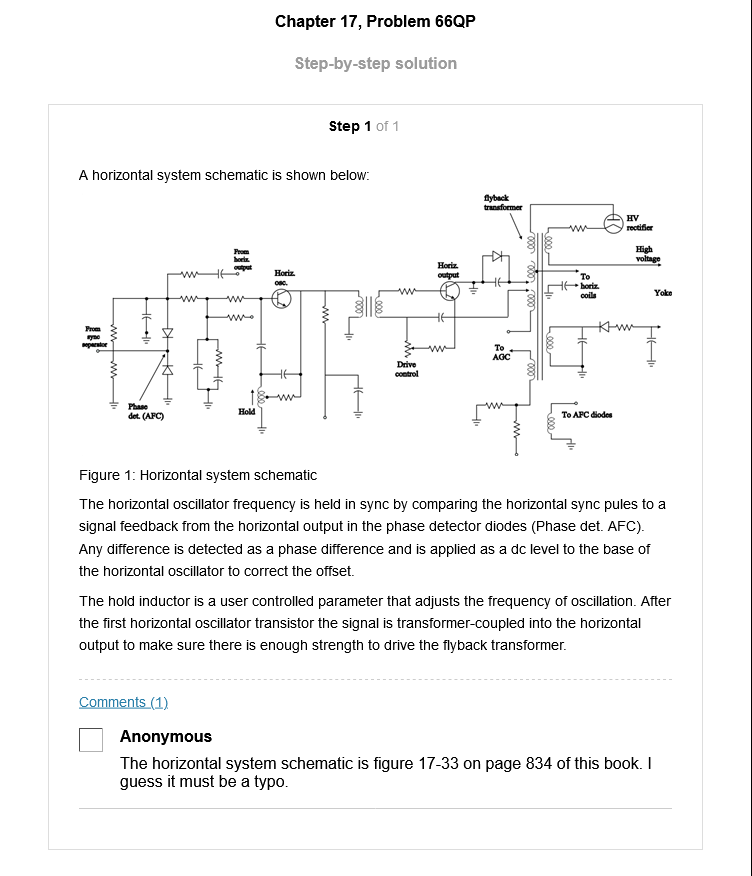 Chapter 17, Problem 66QP
Step-by-step solution
Step 1 of 1
A horizontal system schematic is shown below:
flyback
transformer
HV
rectifier
From
horiz.
output
Horiz.
osc.
Horiz.
output
High
voltage
To
horiz.
coils
Yoke
From
sync
separator
To
AGC
Drive
control
Phase
det. (AFC)
Hold
To AFC diodes
Figure 1: Horizontal system schematic
The horizontal oscillator frequency is held in sync by comparing the horizontal sync pules to a
signal feedback from the horizontal output in the phase detector diodes (Phase det. AFC).
Any difference is detected as a phase difference and is applied as a dc level to the base of
the horizontal oscillator to correct the offset.
The hold inductor is a user controlled parameter that adjusts the frequency of oscillation. After
the first horizontal oscillator transistor the signal is transformer-coupled into the horizontal
output to make sure there is enough strength to drive the flyback transformer.
Comments (1)
Anonymous
The horizontal system schematic is figure 17-33 on page 834 of this book. I
guess it must be a typo.